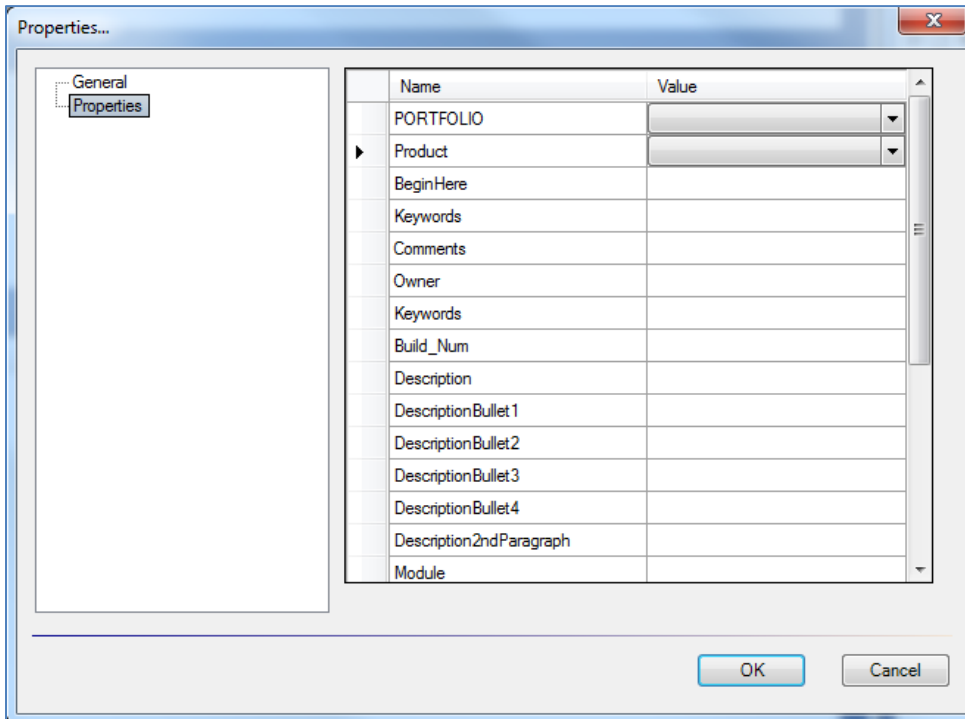 Properties...
General
Properties
Name Value
PORTFOLIO
Product
BeginHere
Keywords
Comments
Owner
Keywords
Build_Num
Description
DescriptionBullet1
DescriptionBullet2
DescriptionBullet3
DescriptionBullet4
Description2ndParagraph
Module
OK Cancel